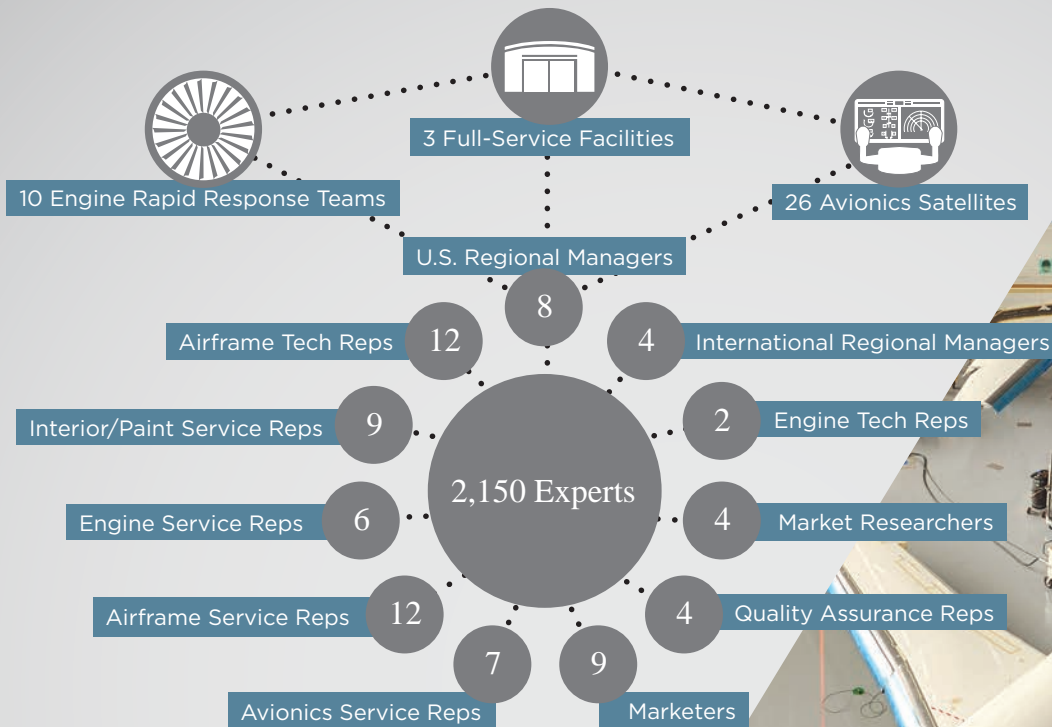 3 Full-Service Facilities
10 Engine Rapid Response Teams
26 Avionics Satellites
U.S. Regional Managers
8
Airframe Tech Reps
12
4
International Regional Managers
Interior/Paint Service Reps
9
2
Engine Tech Reps
2,150 Experts
Engine Service Reps
6
4
Market Researchers
Airframe Service Reps
12
4
Quality Assurance Reps
7
Avionics Service Reps
9
Marketers